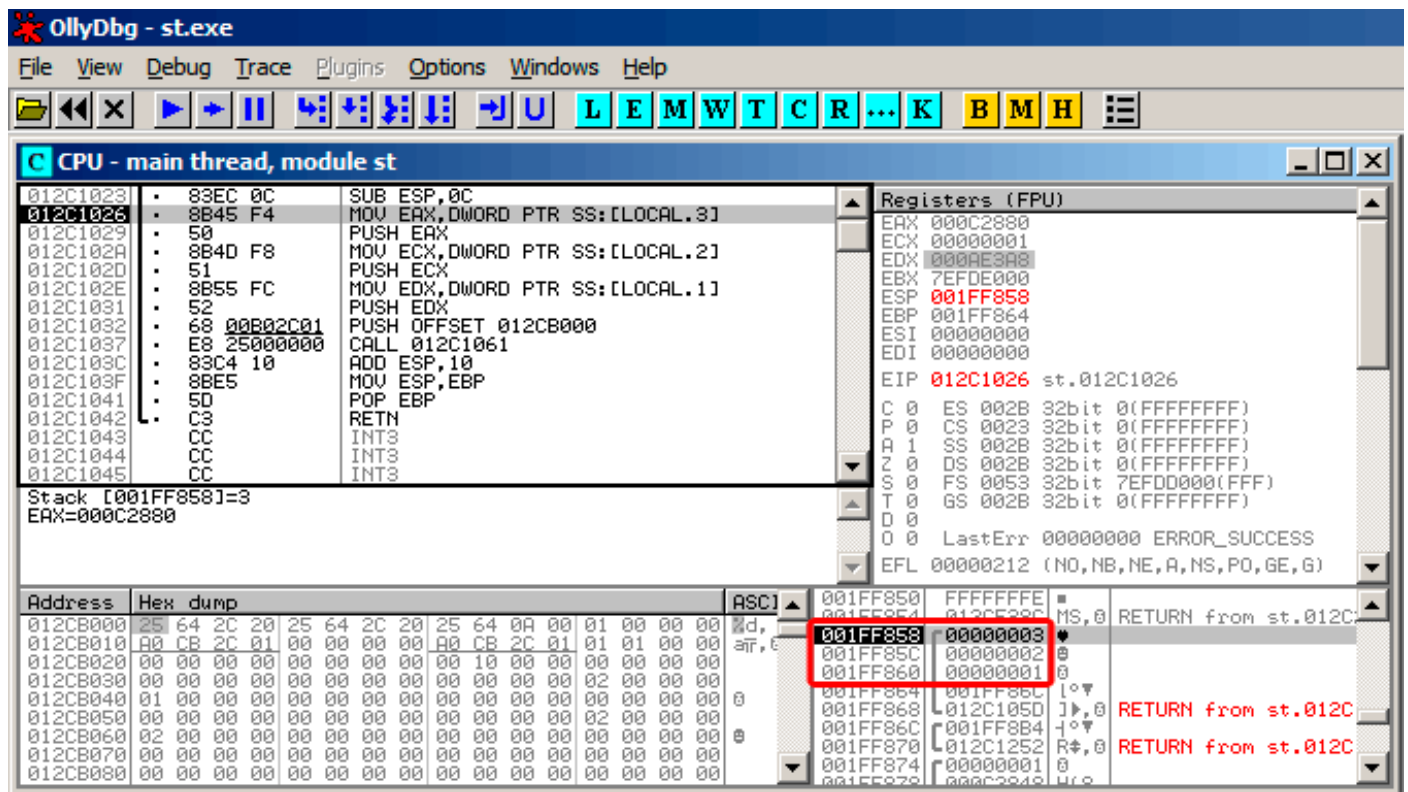 OllyDbg - st.exe
File View Debug Trace Plugins Options Windows Help
L E M W T C R ... K B M H
C CPU - main thread, module st
012C1023 · 83EC 0C SUB ESP,0C
012C1026 · 8B45 F4 MOV EAX,DWORD PTR SS:[LOCAL.3]
012C1029 · 50 PUSH EAX
012C102A · 8B4D F8 MOV ECX,DWORD PTR SS:[LOCAL.2]
012C102D · 51 PUSH ECX
012C102E · 8B55 FC MOV EDX,DWORD PTR SS:[LOCAL.1]
012C1031 · 52 PUSH EDX
012C1032 · 68 00B02C01 PUSH OFFSET 012CB000
012C1037 · E8 25000000 CALL 012C1061
012C103C · 83C4 10 ADD ESP,10
012C103F · 8BE5 MOV ESP,EBP
012C1041 · 5D POP EBP
012C1042 · C3 RETN
012C1043 CC INT3
012C1044 CC INT3
012C1045 CC INT3
Stack [001FF858]=3
EAX=000C2880
Registers (FPU)
EAX 000C2880
ECX 00000001
EDX 000AE3A8
EBX 7EFDE000
ESP 001FF858
EBP 001FF864
ESI 00000000
EDI 00000000
EIP 012C1026 st.012C1026
C 0 ES 002B 32bit 0(FFFFFFFF)
P 0 CS 0023 32bit 0(FFFFFFFF)
A 1 SS 002B 32bit 0(FFFFFFFF)
Z 0 DS 002B 32bit 0(FFFFFFFF)
S 0 FS 0053 32bit 7EFDD000(FFF)
T 0 GS 002B 32bit 0(FFFFFFFF)
D 0
O 0 LastErr 00000000 ERROR_SUCCESS
EFL 00000212 (NO,NB,NE,A,NS,PO,GE,G)
Address Hex dump ASCI
012CB000 25 64 2C 20 25 64 2C 20 25 64 0A 00 01 00 00 00 %d,
012CB010 A0 CB 2C 01 00 00 00 00 A0 CB 2C 01 01 01 00 00
012CB020 00 00 00 00 00 00 00 00 00 10 00 00 00 00 00 00
012CB030 00 00 00 00 00 00 00 00 00 00 00 00 02 00 00 00
012CB040 01 00 00 00 00 00 00 00 00 00 00 00 00 00 00 00
012CB050 00 00 00 00 00 00 00 00 00 00 00 00 02 00 00 00
012CB060 02 00 00 00 00 00 00 00 00 00 00 00 00 00 00 00
012CB070 00 00 00 00 00 00 00 00 00 00 00 00 00 00 00 00
012CB080 00 00 00 00 00 00 00 00 00 00 00 00 00 00 00 00
001FF850 FFFFFFFE
RETURN from st.012C
001FF858 00000003
001FF85C 00000002
001FF860 00000001
001FF864 001FF86C
001FF868 012C105D RETURN from st.012C
001FF86C 001FF8B4
001FF870 012C1252 RETURN from st.012C
001FF874 00000001